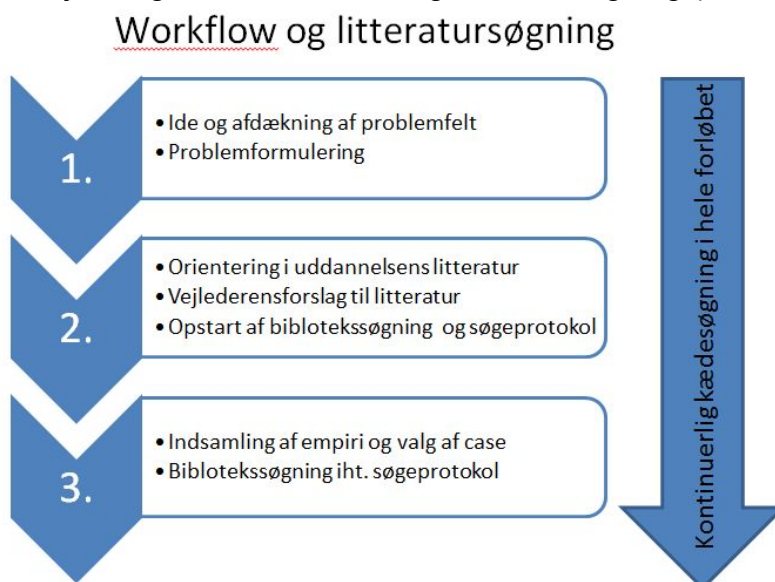 Workflow og litteratursøgning
1.
• Ide og afdækning af problemfelt
• Problemformulering
2.
• Orientering i uddannelsens litteratur
• Vejlederensforslag til litteratur
• Opstart af biblotekssøgning og søgeprotokol
3.
• Indsamling af empiri og valg af case
• Biblotekssøgning iht. søgeprotokol
Kontinuerlig kædesøgning i hele forløbet